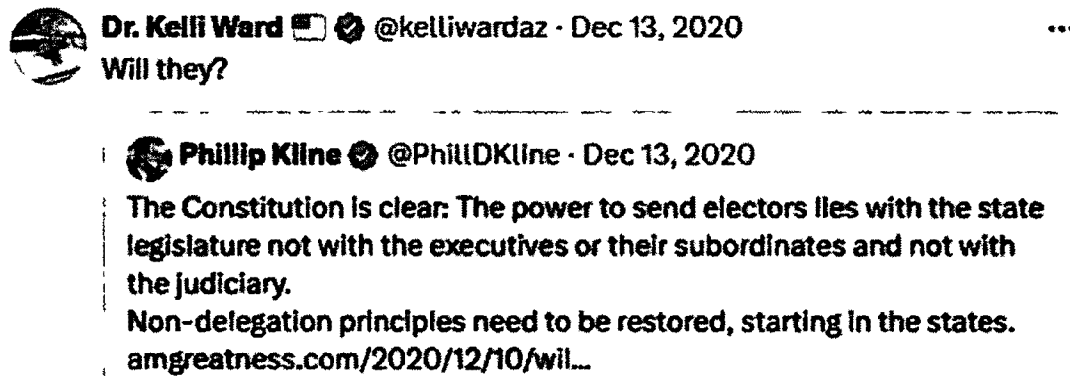 Dr. Kelli Ward @kelliwardaz · Dec 13, 2020
Will they?
Phillip Kline @PhillDKline · Dec 13, 2020
The Constitution is clear: The power to send electors lies with the state
legislature not with the executives or their subordinates and not with
the judiciary.
Non-delegation principles need to be restored, starting in the states.
amgreatness.com/2020/12/10/wil...